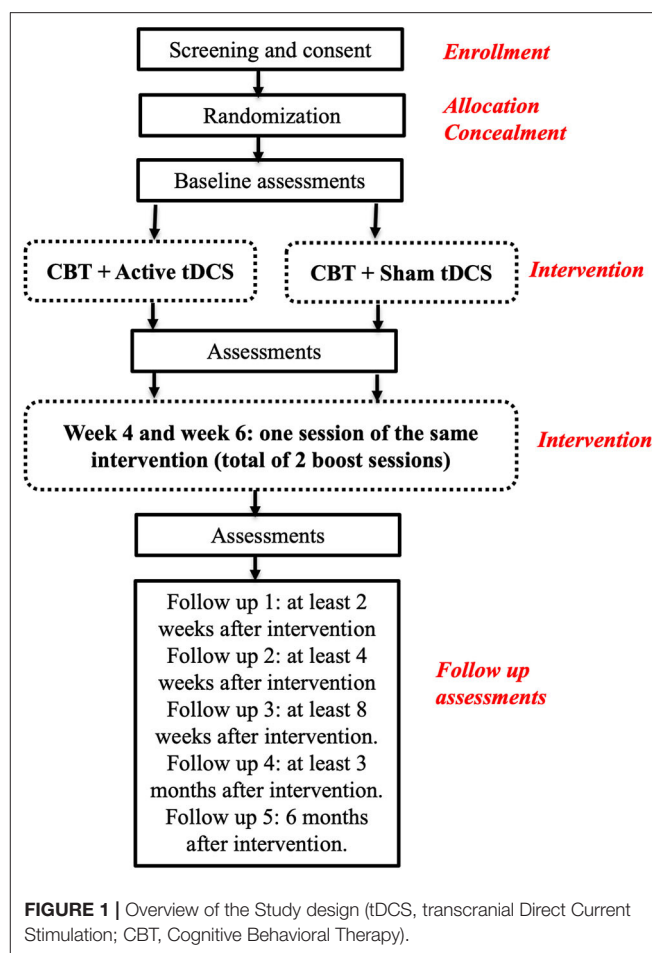 Screening and consent
Enrollment
Randomization
Allocation
Concealment
Baseline assessments
CBT + Active tDCS
CBT + Sham tDCS
Intervention
Assessments
Week 4 and week 6: one session of the same
intervention (total of 2 boost sessions)
Intervention
Assessments
Follow up 1: at least 2
weeks after intervention
Follow up 2: at least 4
weeks after intervention
Follow up 3: at least 8
weeks after intervention.
Follow up 4: at least 3
months after intervention.
Follow up 5: 6 months
after intervention.
Follow up
assessments
FIGURE 1 | Overview of the Study design (tDCS, transcranial Direct Current
Stimulation; CBT, Cognitive Behavioral Therapy).